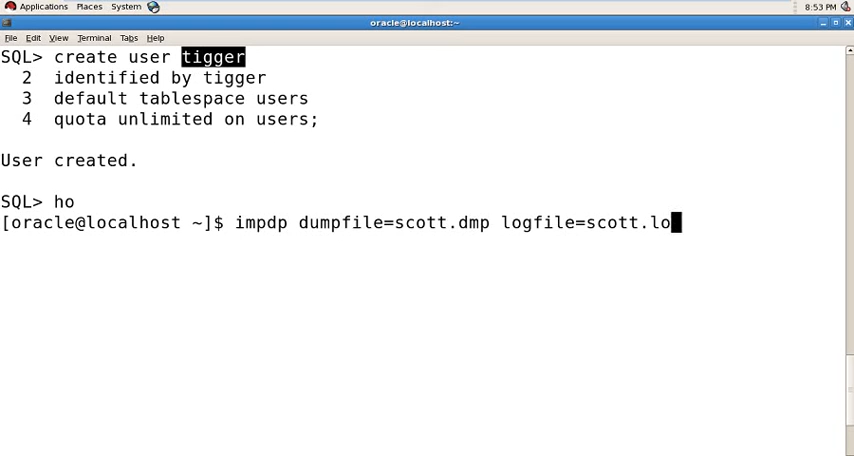 Applications Places System 8:53 PM
oracle@localhost:~
File Edit View Terminal Tabs Help
SQL> create user tigger
2 identified by tigger
3 default tablespace users
4 quota unlimited on users;
User created.
SQL> ho
[oracle@localhost ~]$ impdp dumpfile=scott.dmp logfile=scott.lo